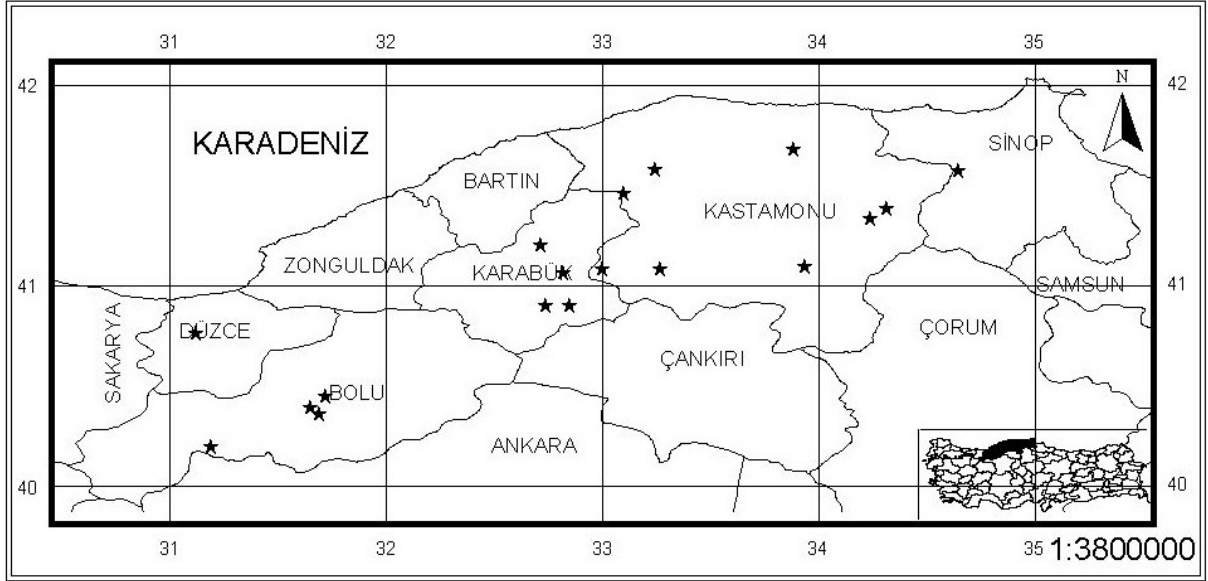 31 32 33 34 35
42 42
N
KARADENİZ
SİNOP
BARTIN
KASTAMONU
ZONGULDAK
KARABÜK
41 41
SAMSUN
SAKARYA
DÜZCE
ÇORUM
ÇANKIRI
BOLU
ANKARA
40 40
31 32 33 34 35
1:3800000